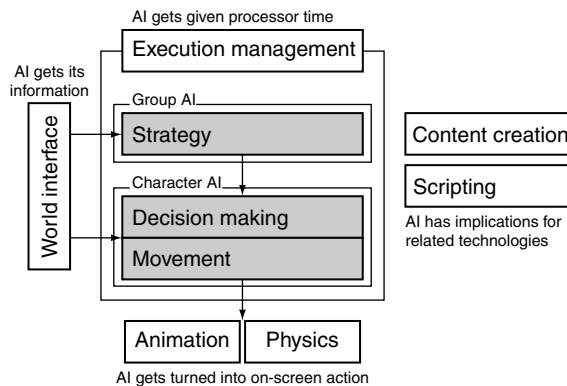 AI gets given processor time
Execution management
AI gets its
information
World interface
Group AI
Strategy
Character AI
Decision making
Movement
Animation
Physics
AI gets turned into on-screen action
Content creation
Scripting
AI has implications for
related technologies